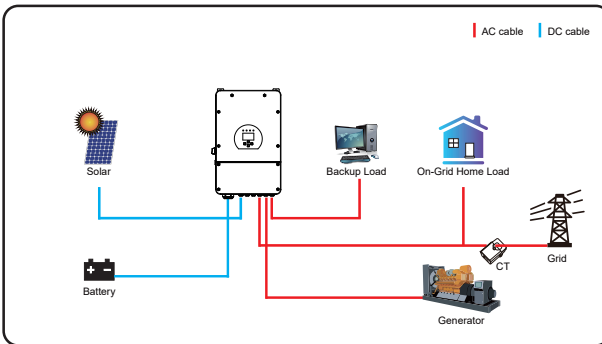 AC cable
DC cable
Solar
Backup Load
On-Grid Home Load
CT
Grid
Battery
Generator